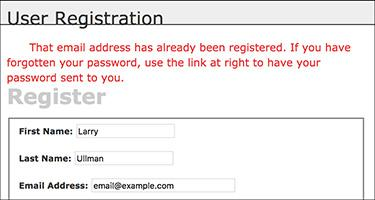 User Registration
That email address has already been registered. If you have
forgotten your password, use the link at right to have your
password sent to you.
Register
First Name: Larry
Last Name: Ullman
Email Address: email@example.com